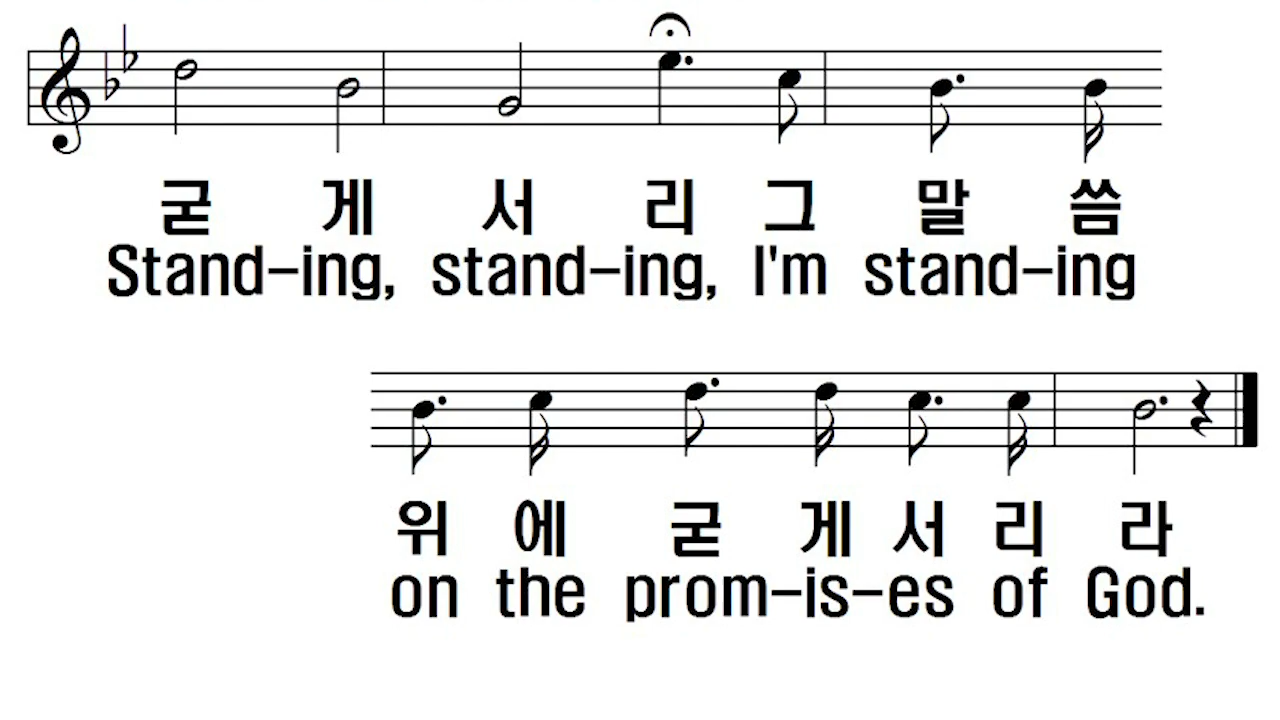 굳 게 서 리 그 말 씀
Stand-ing, stand-ing, I'm stand-ing
위 에 굳 게 서 리 라
on the prom-is-es of God.